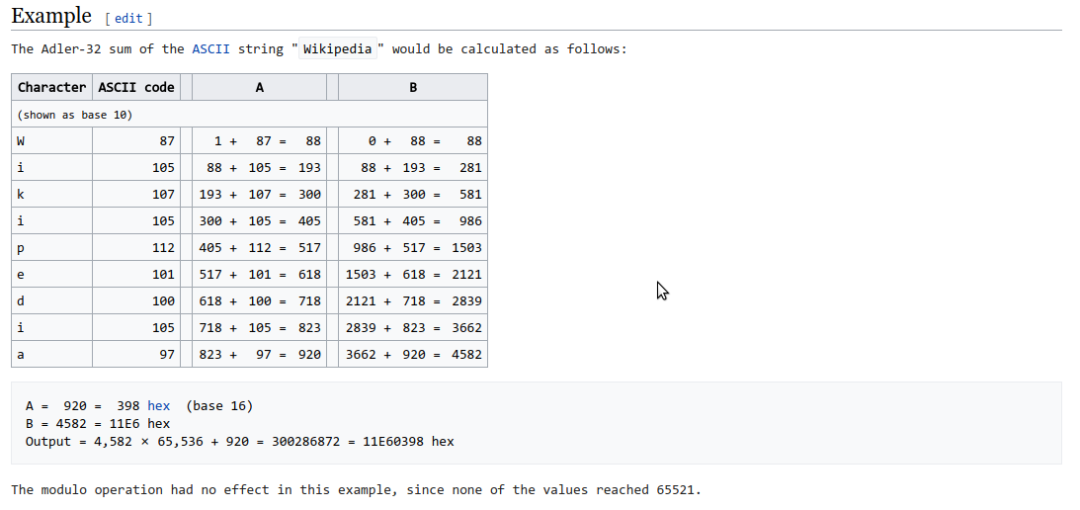 Example [ edit ]
The Adler-32 sum of the ASCII string "Wikipedia" would be calculated as follows:
Character ASCII code A B
(shown as base 10)
W 87 1 + 87 = 88 0 + 88 = 88
i 105 88 + 105 = 193 88 + 193 = 281
k 107 193 + 107 = 300 281 + 300 = 581
i 105 300 + 105 = 405 581 + 405 = 986
p 112 405 + 112 = 517 986 + 517 = 1503
e 101 517 + 101 = 618 1503 + 618 = 2121
d 100 618 + 100 = 718 2121 + 718 = 2839
i 105 718 + 105 = 823 2839 + 823 = 3662
a 97 823 + 97 = 920 3662 + 920 = 4582
A = 920 = 398 hex (base 16)
B = 4582 = 11E6 hex
Output = 4,582 × 65,536 + 920 = 300286872 = 11E60398 hex
The modulo operation had no effect in this example, since none of the values reached 65521.